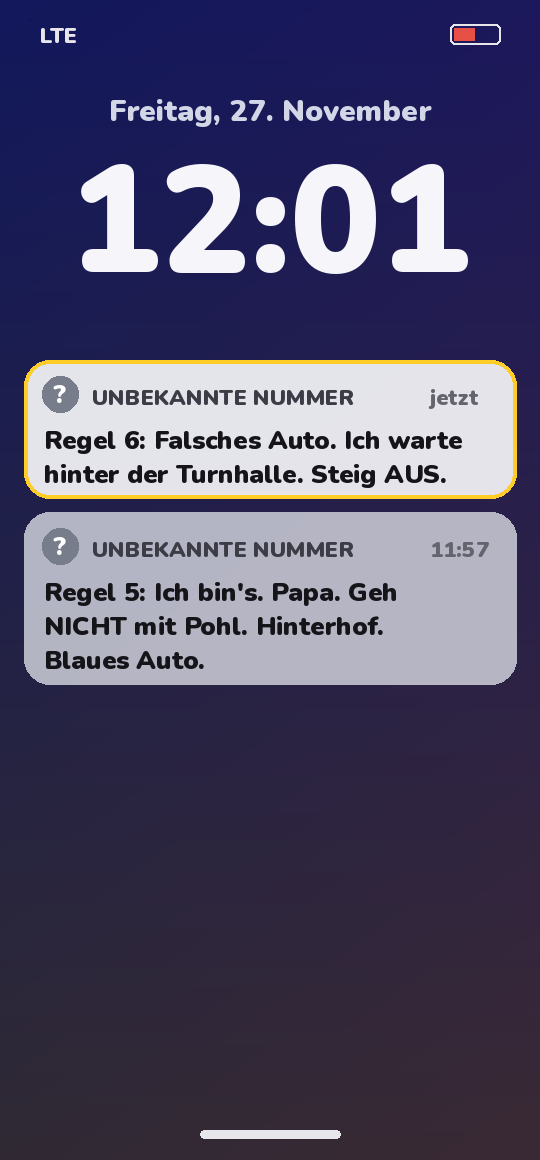 LTE
Freitag, 27. November
12:01
? UNBEKANNTE NUMMER jetzt
Regel 6: Falsches Auto. Ich warte
hinter der Turnhalle. Steig AUS.
? UNBEKANNTE NUMMER 11:57
Regel 5: Ich bin's. Papa. Geh
NICHT mit Pohl. Hinterhof.
Blaues Auto.